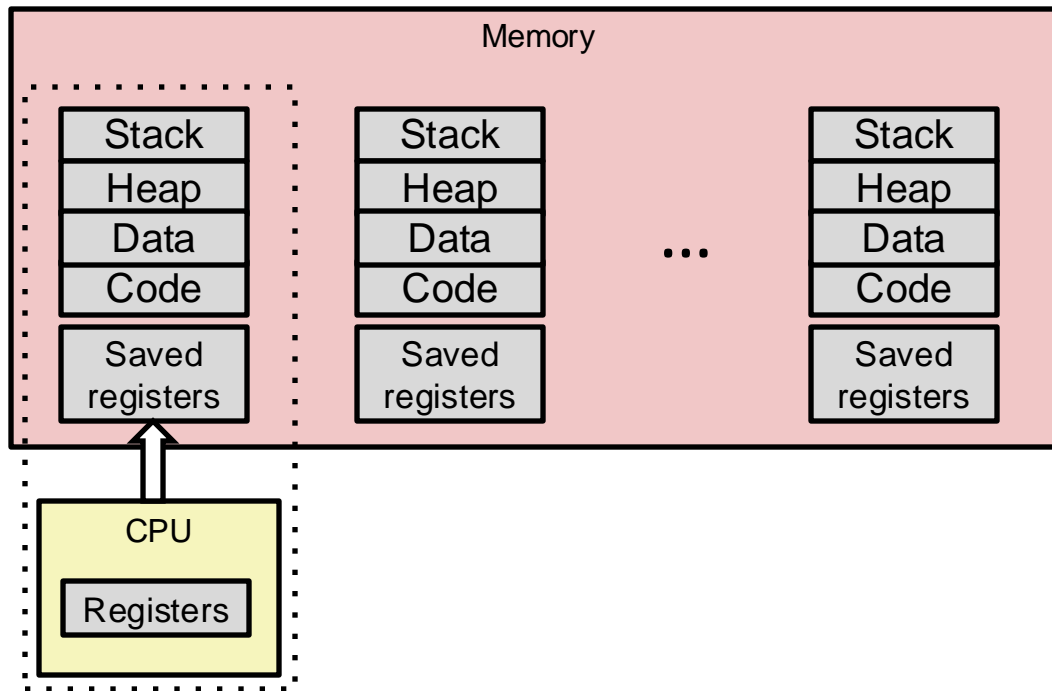 Memory
Stack
Heap
Data
Code
Saved
registers
Stack
Heap
Data
Code
Saved
registers
...
Stack
Heap
Data
Code
Saved
registers
CPU
Registers